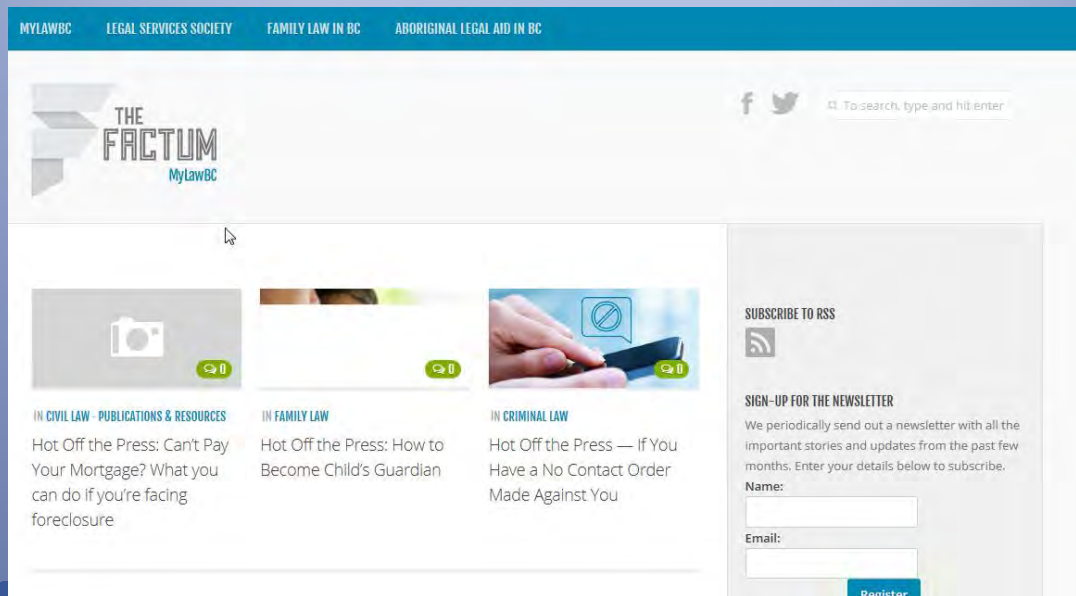 MYLAWBC LEGAL SERVICES SOCIETY FAMILY LAW IN BC ABORIGINAL LEGAL AID IN BC
THE
FACTUM
MyLawBC
To search, type and hit enter
0
0
0
IN CIVIL LAW · PUBLICATIONS & RESOURCES
Hot Off the Press: Can't Pay
Your Mortgage? What you
can do if you're facing
foreclosure
IN FAMILY LAW
Hot Off the Press: How to
Become Child's Guardian
IN CRIMINAL LAW
Hot Off the Press — If You
Have a No Contact Order
Made Against You
SUBSCRIBE TO RSS
SIGN-UP FOR THE NEWSLETTER
We periodically send out a newsletter with all the
important stories and updates from the past few
months. Enter your details below to subscribe.
Name:
Email:
Register